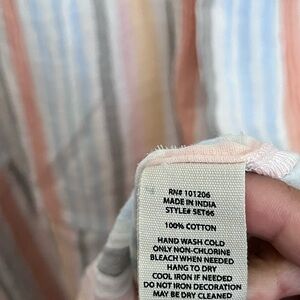 RN# 101206
MADE IN INDIA
STYLE# SET66
100% COTTON
HAND WASH COLD
ONLY NON-CHLORINE
BLEACH WHEN NEEDED
HANG TO DRY
COOL IRON IF NEEDED
DO NOT IRON DECORATION
MAY BE DRY CLEANED